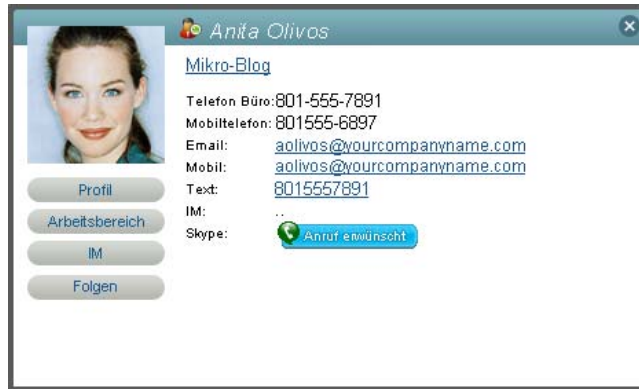 Anita Olivos
Mikro-Blog
Telefon Büro: 801-555-7891
Mobiltelefon: 801555-6897
Email: aolivos@yourcompanyname.com
Mobil: aolivos@yourcompanyname.com
Text: 8015557891
IM: ..
Skype: Anruf erwünscht
Profil
Arbeitsbereich
IM
Folgen